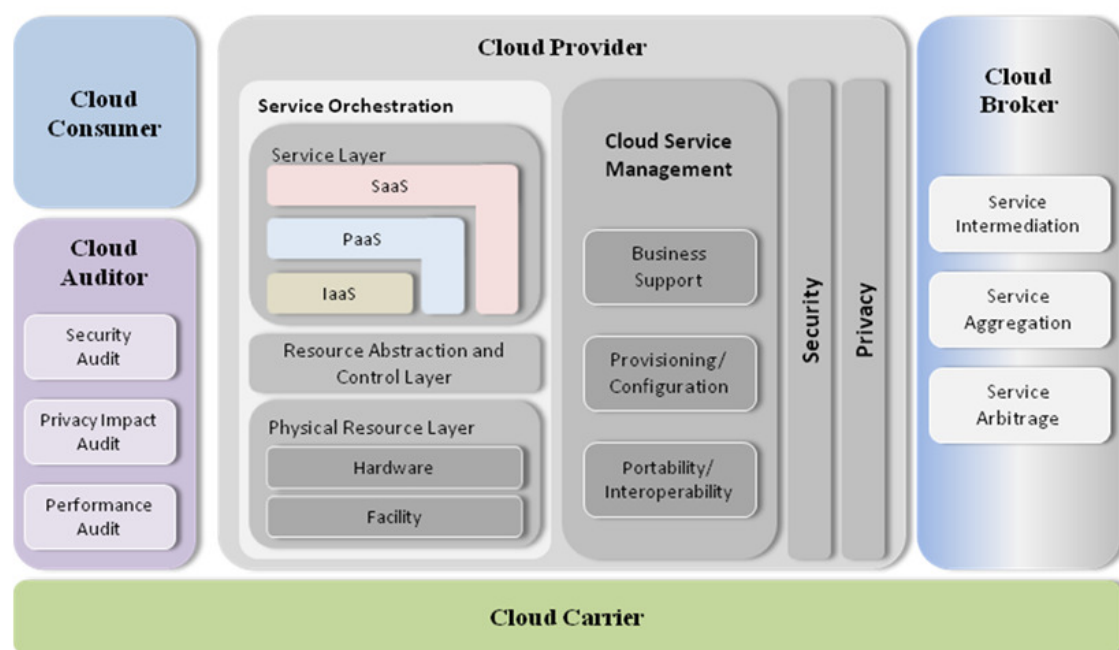 Cloud
Consumer
Cloud
Auditor
Security
Audit
Privacy Impact
Audit
Performance
Audit
Cloud Provider
Service Orchestration
Service Layer
SaaS
PaaS
IaaS
Resource Abstraction and
Control Layer
Physical Resource Layer
Hardware
Facility
Cloud Service
Management
Business
Support
Provisioning/
Configuration
Portability/
Interoperability
Security
Privacy
Cloud
Broker
Service
Intermediation
Service
Aggregation
Service
Arbitrage
Cloud Carrier